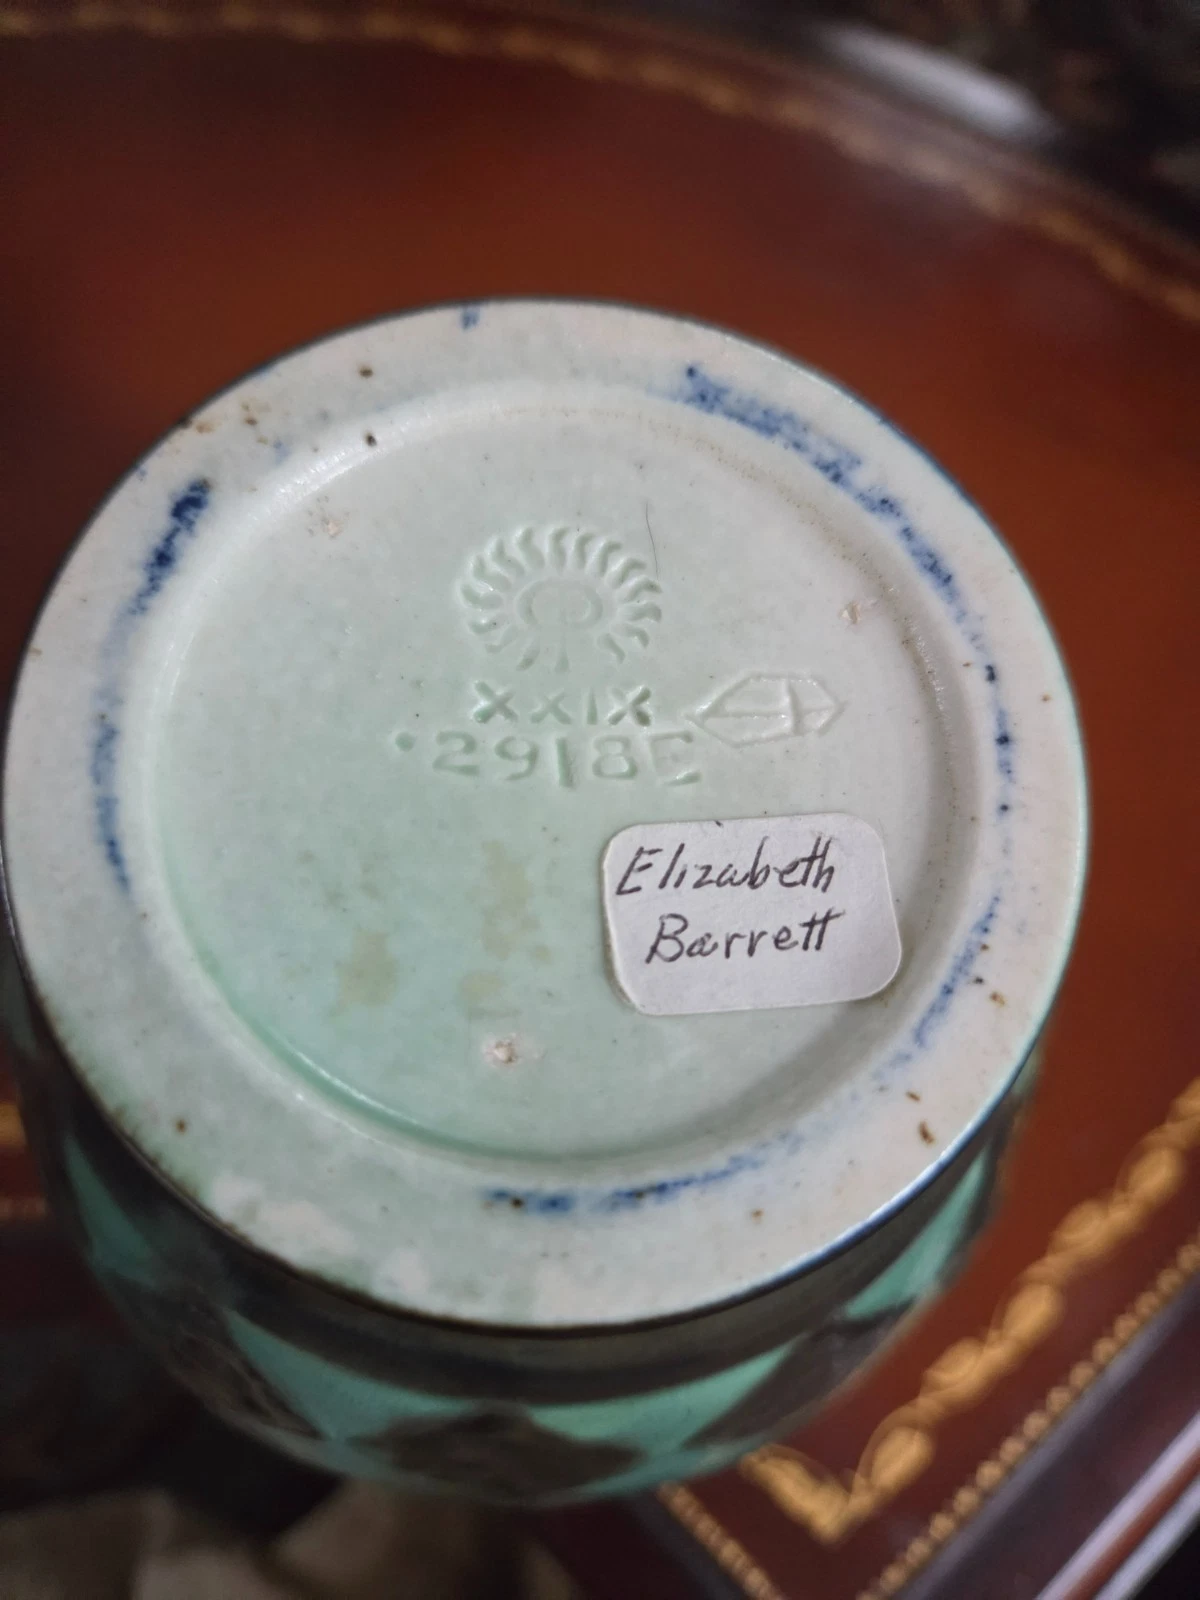 XXIX
2918E
Elizabeth
Barrett